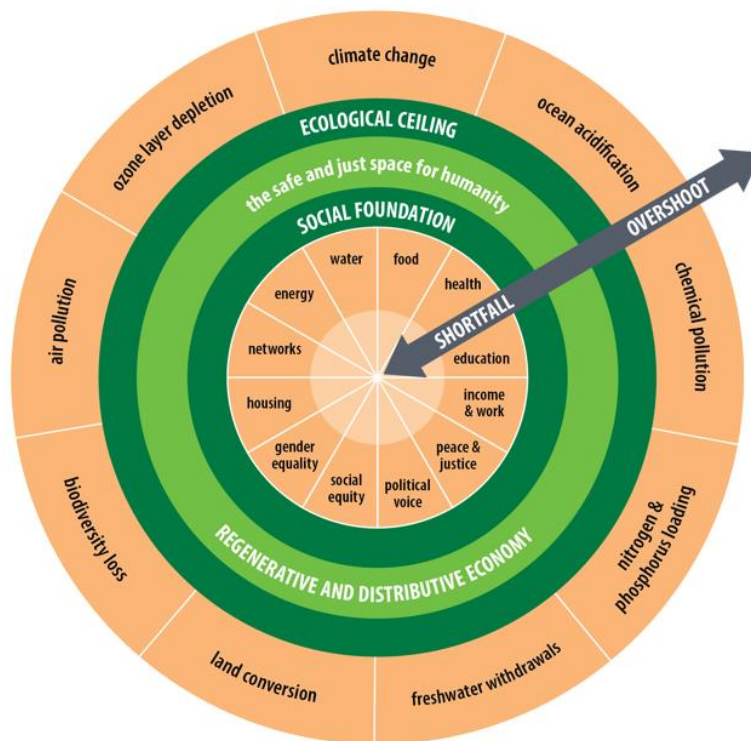 climate change
ocean acidification
chemical pollution
nitrogen &
phosphorus loading
freshwater withdrawals
land conversion
biodiversity loss
air pollution
ozone layer depletion
ECOLOGICAL CEILING
the safe and just space for humanity
SOCIAL FOUNDATION
water
food
health
education
income
& work
peace &
justice
political
voice
social
equity
gender
equality
housing
networks
energy
SHORTFALL
OVERSHOOT
REGENERATIVE AND DISTRIBUTIVE ECONOMY